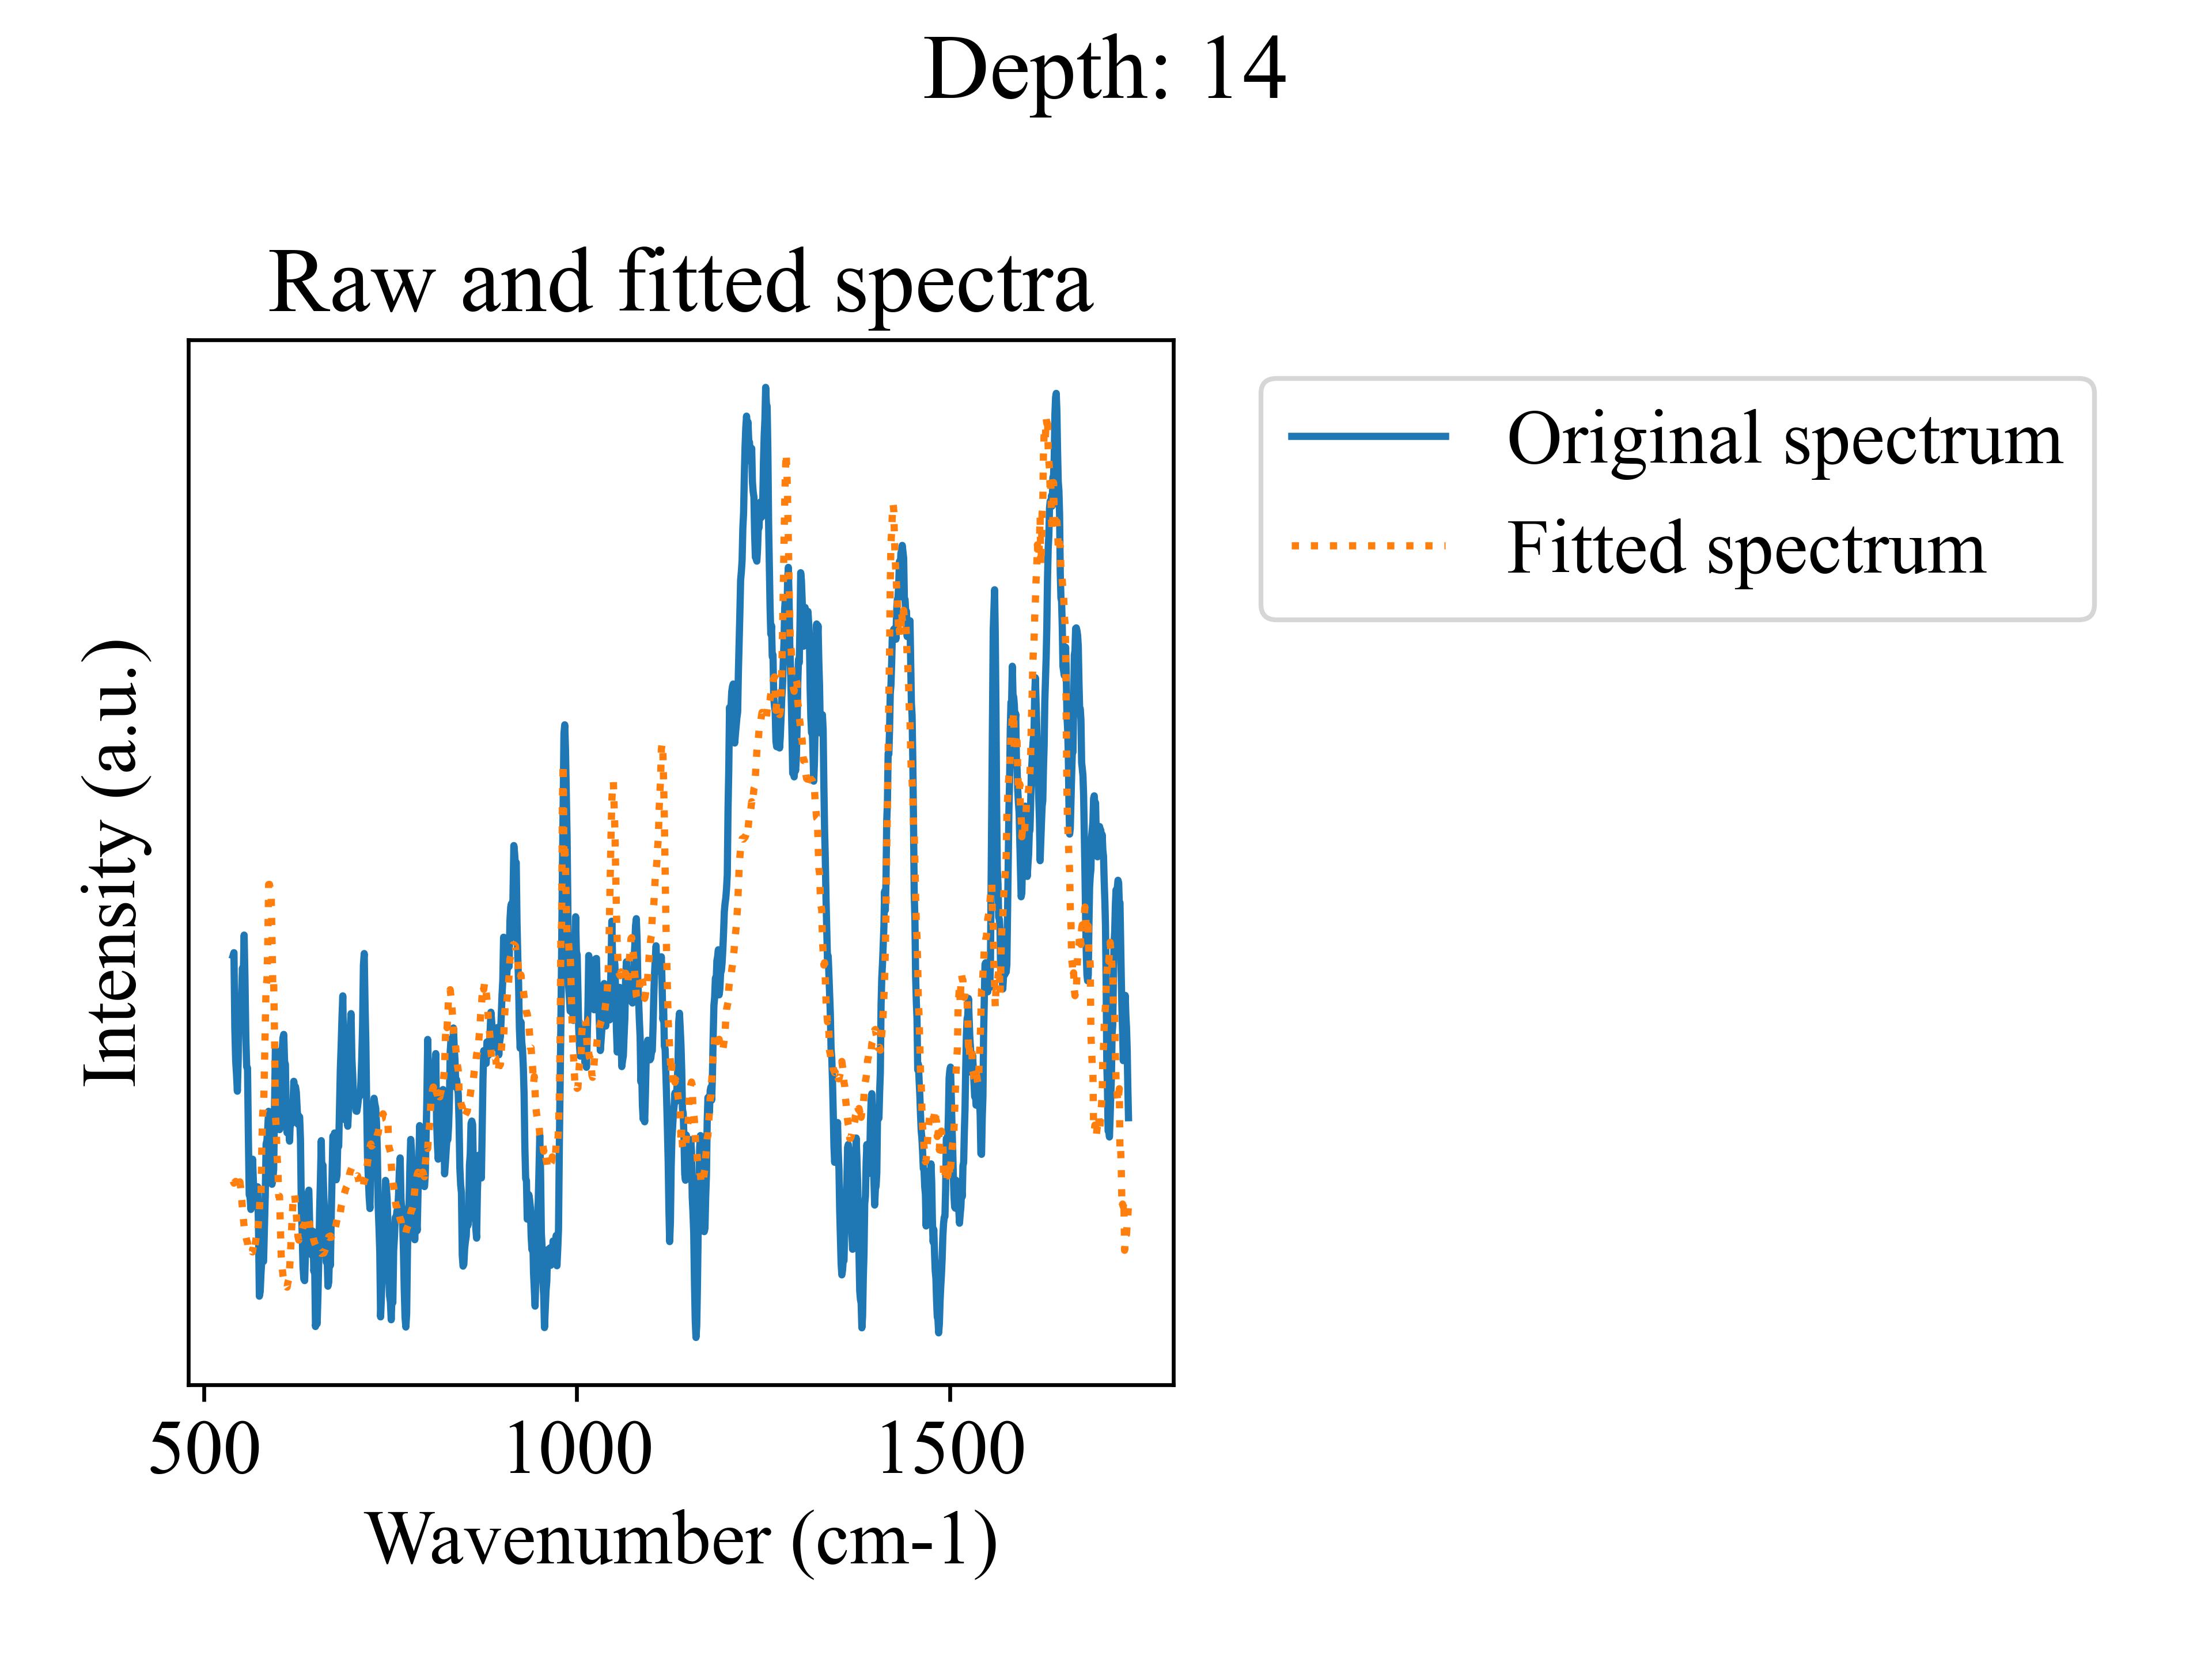 Depth: 14
Raw and fitted spectra
Original spectrum
Fitted spectrum
Intensity (a.u.)
500 1000 1500
Wavenumber (cm-1)